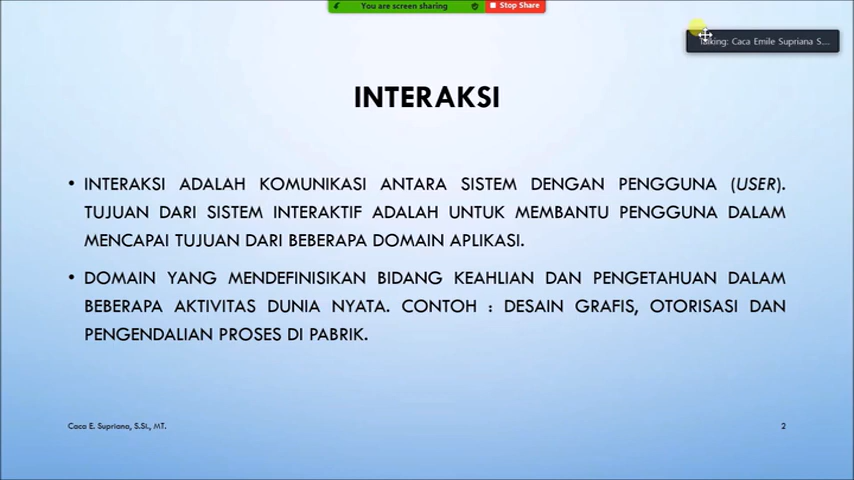 You are screen sharing
Stop Share
Talking: Caca Emile Supriana S....
INTERAKSI
• INTERAKSI ADALAH KOMUNIKASI ANTARA SISTEM DENGAN PENGGUNA (USER).
TUJUAN DARI SISTEM INTERAKTIF ADALAH UNTUK MEMBANTU PENGGUNA DALAM
MENCAPAI TUJUAN DARI BEBERAPA DOMAIN APLIKASI.
• DOMAIN YANG MENDEFINISIKAN BIDANG KEAHLIAN DAN PENGETAHUAN DALAM
BEBERAPA AKTIVITAS DUNIA NYATA. CONTOH : DESAIN GRAFIS, OTORISASI DAN
PENGENDALIAN PROSES DI PABRIK.
Caca E. Supriana, S.Si., MT.
2